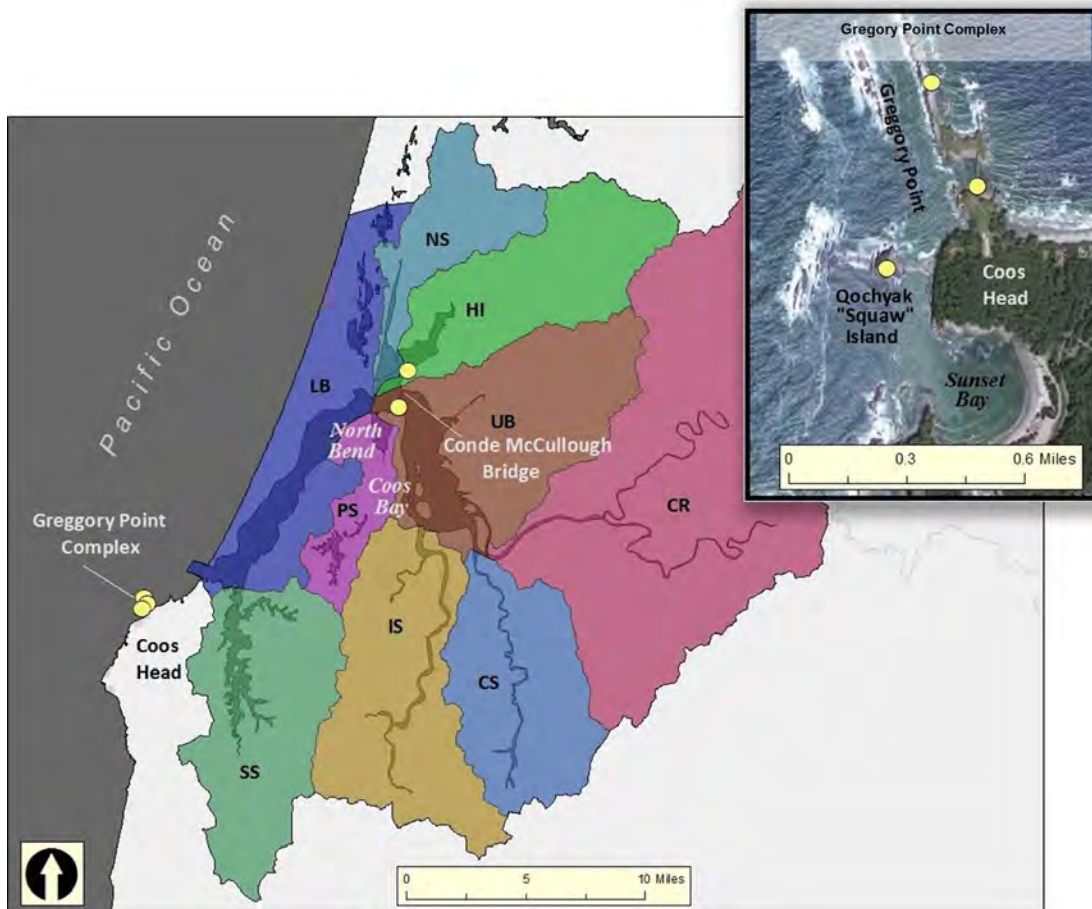 Gregory Point Complex
Greggory Point
Coos
Head
Qochyak
"Squaw"
Island
Sunset
Bay
0 0.3 0.6 Miles
Pacific Ocean
NS
HI
LB
UB
North
Bend
Conde McCullough
Bridge
Coos
Bay
PS
CR
Greggory Point
Complex
IS
Coos
Head
CS
SS
0 5 10 Miles